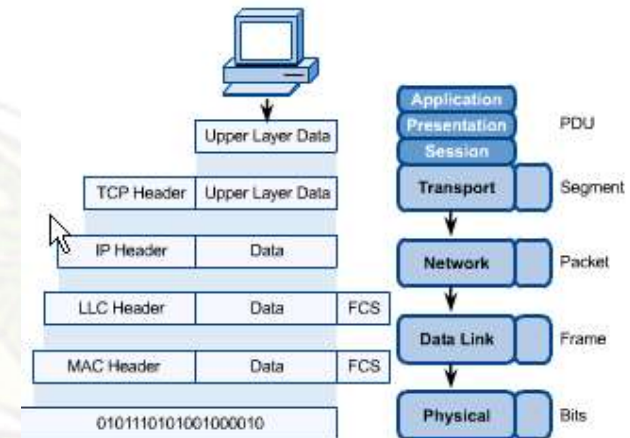 Upper Layer Data
TCP Header Upper Layer Data
IP Header Data
LLC Header Data FCS
MAC Header Data FCS
0101110101001000010
Application
Presentation PDU
Session
Transport Segment
Network Packet
Data Link Frame
Physical Bits